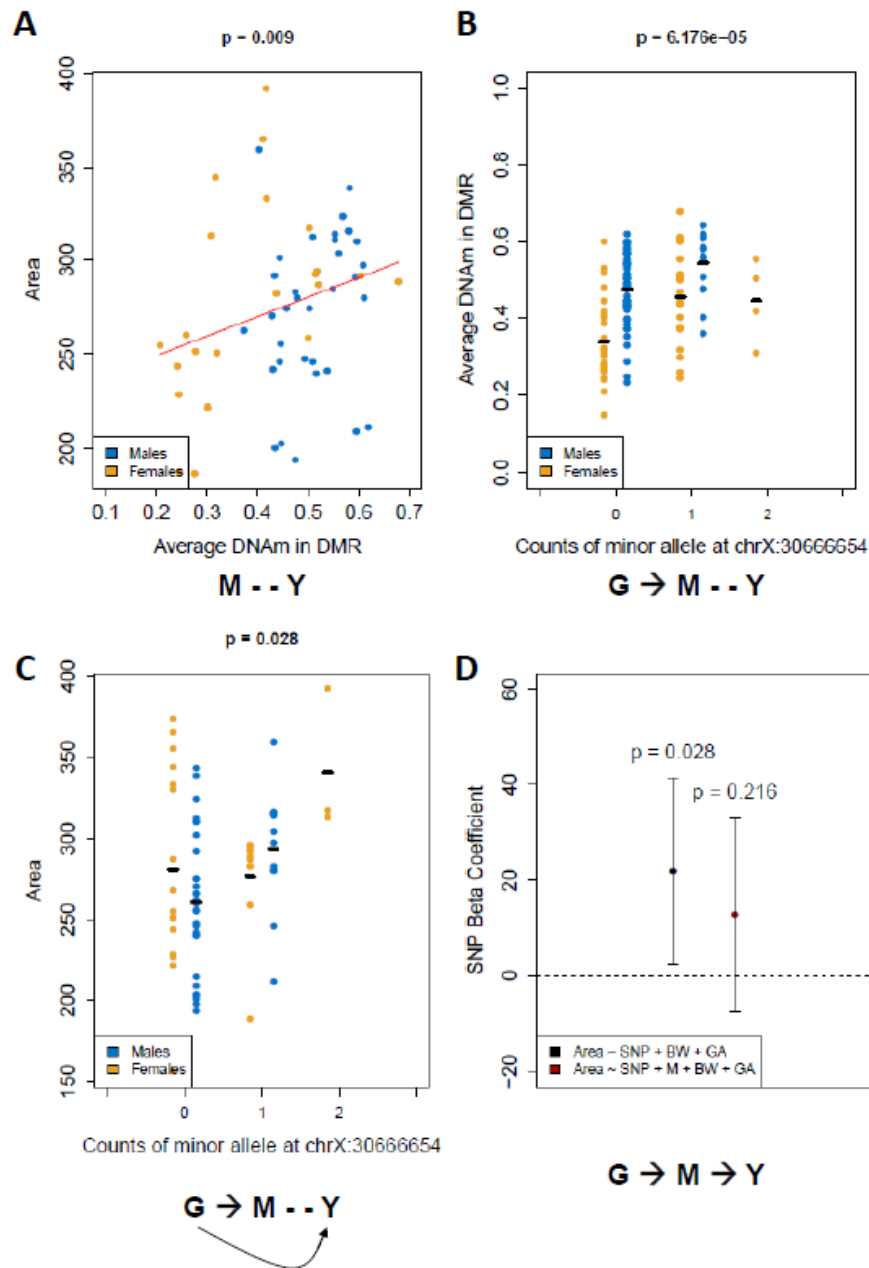 A
p = 0.009
Area
400
350
300
250
200
Males
Females
0.1 0.2 0.3 0.4 0.5 0.6 0.7
Average DNAm in DMR
M - - Y
B
p = 6.176e−05
Average DNAm in DMR
1.0
0.8
0.6
0.4
0.2
0.0
Males
Females
0 1 2
Counts of minor allele at chrX:30666654
G → M - - Y
C
p = 0.028
Area
400
350
300
250
200
150
Males
Females
0 1 2
Counts of minor allele at chrX:30666654
G → M - - Y
D
SNP Beta Coefficient
60
40
20
0
−20
p = 0.028
p = 0.216
Area ~ SNP + BW + GA
Area ~ SNP + M + BW + GA
G → M → Y